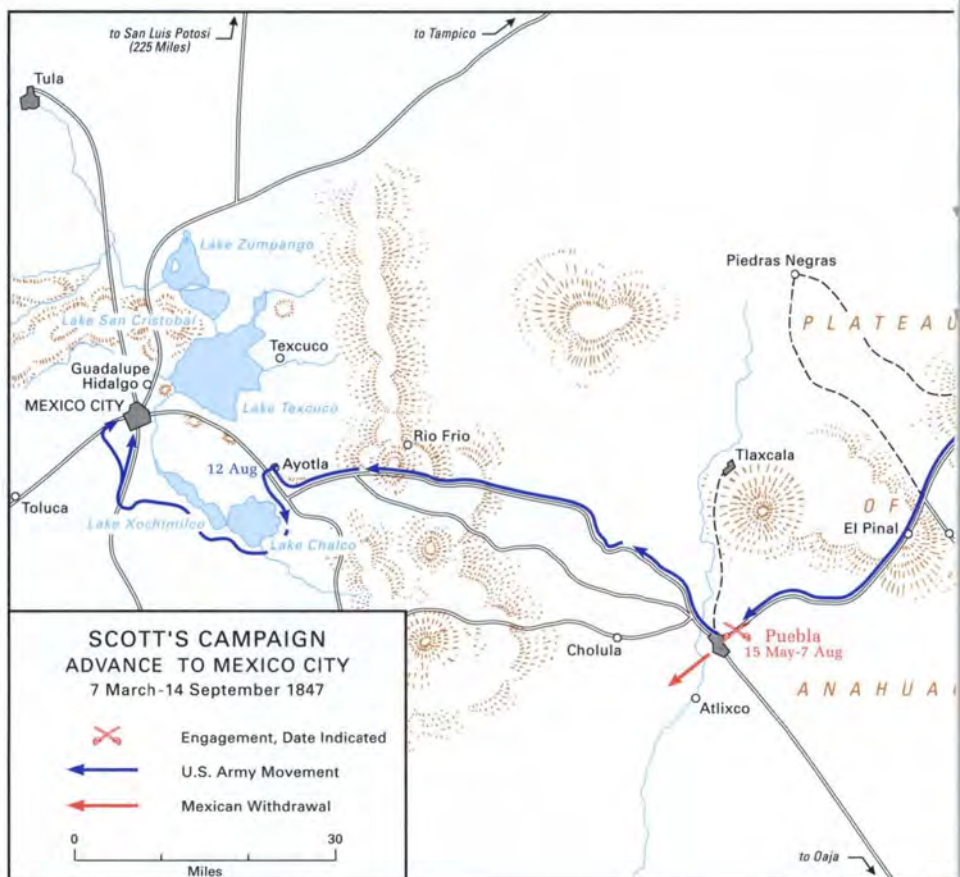 to San Luis Potosi
(225 Miles)
to Tampico
Tula
Lake Zumpango
Piedras Negras
Lake San Cristobal
PLATEAU
Texcuco
Guadalupe
Hidalgo
MEXICO CITY
Lake Texcuco
Rio Frio
12 Aug
Ayotla
Tlaxcala
Toluca
OF
Lake Xochimilco
El Pinal
Lake Chalco
SCOTT'S CAMPAIGN
ADVANCE TO MEXICO CITY
7 March-14 September 1847
Engagement, Date Indicated
U.S. Army Movement
Mexican Withdrawal
0 30
Miles
Cholula
Puebla
15 May-7 Aug
ANAHUAC
Atlixco
to Oaja